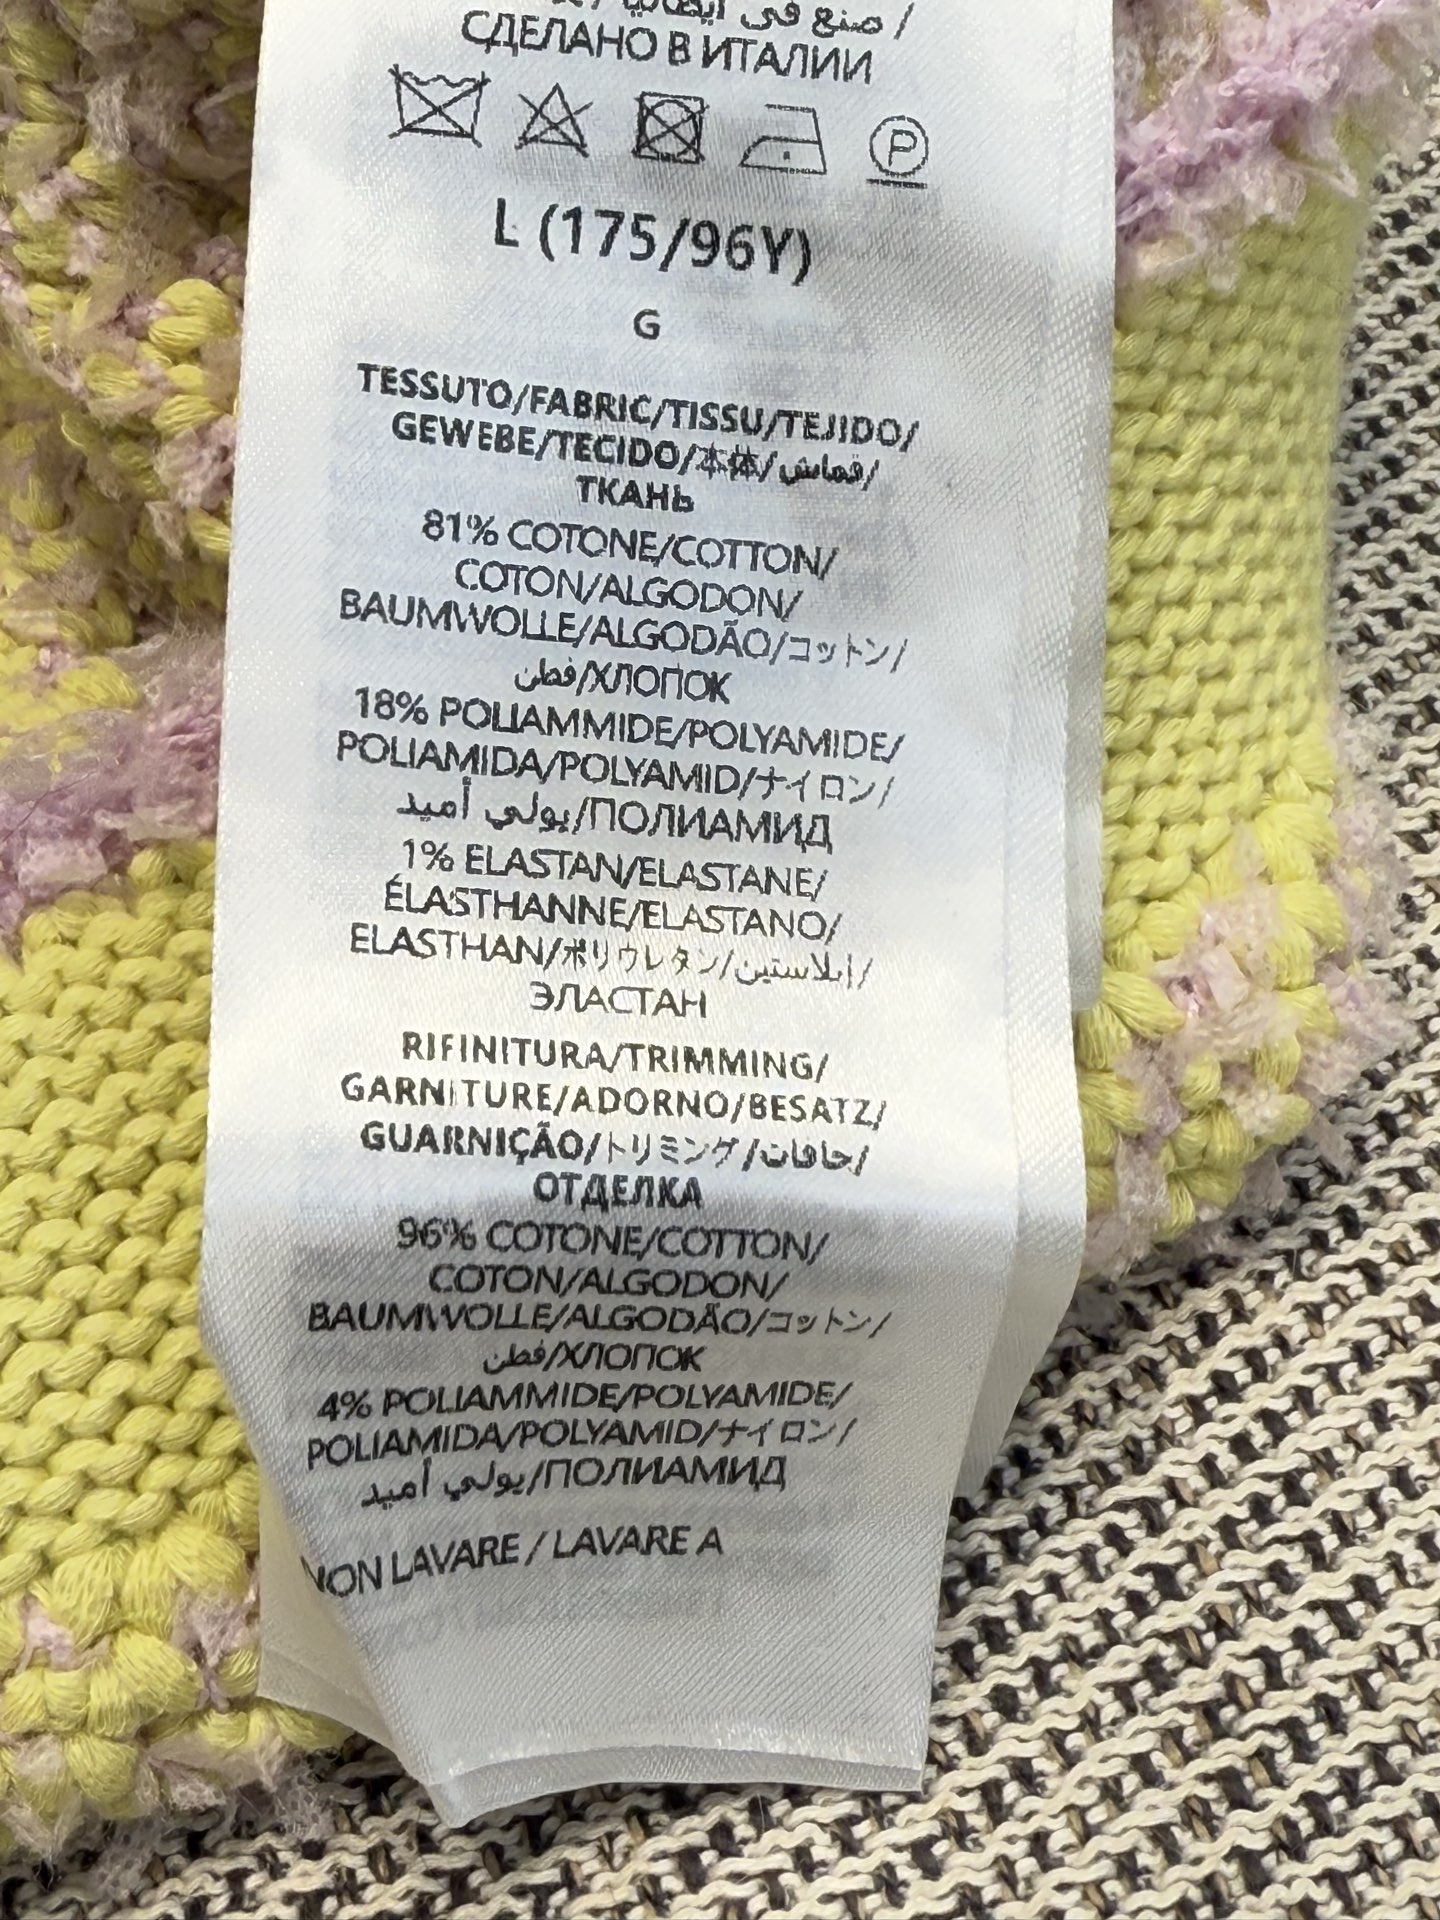 صنع في إيطاليا /
СДЕЛАНО В ИТАЛИИ
P
L (175/96Y)
G
TESSUTO/FABRIC/TISSU/TEJIDO/
GEWEBE/TECIDO/本体/قماش/
ТКАНЬ
81% COTONE/COTTON/
COTON/ALGODON/
BAUMWOLLE/ALGODÃO/コットン/
قطن/ХЛОПОК
18% POLIAMMIDE/POLYAMIDE/
POLIAMIDA/POLYAMID/ナイロン/
بولي أميد/ПОЛИАМИД
1% ELASTAN/ELASTANE/
ÉLASTHANNE/ELASTANO/
ELASTHAN/ポリウレタン/إيلاستين/
ЭЛАСТАН
RIFINITURA/TRIMMING/
GARNITURE/ADORNO/BESATZ/
GUARNIÇÃO/トリミング/حافات/
ОТДЕЛКА
96% COTONE/COTTON/
COTON/ALGODON/
BAUMWOLLE/ALGODÃO/コットン/
قطن/ХЛОПОК
4% POLIAMMIDE/POLYAMIDE/
POLIAMIDA/POLYAMID/ナイロン/
بولي أميد/ПОЛИАМИД
NON LAVARE / LAVARE A